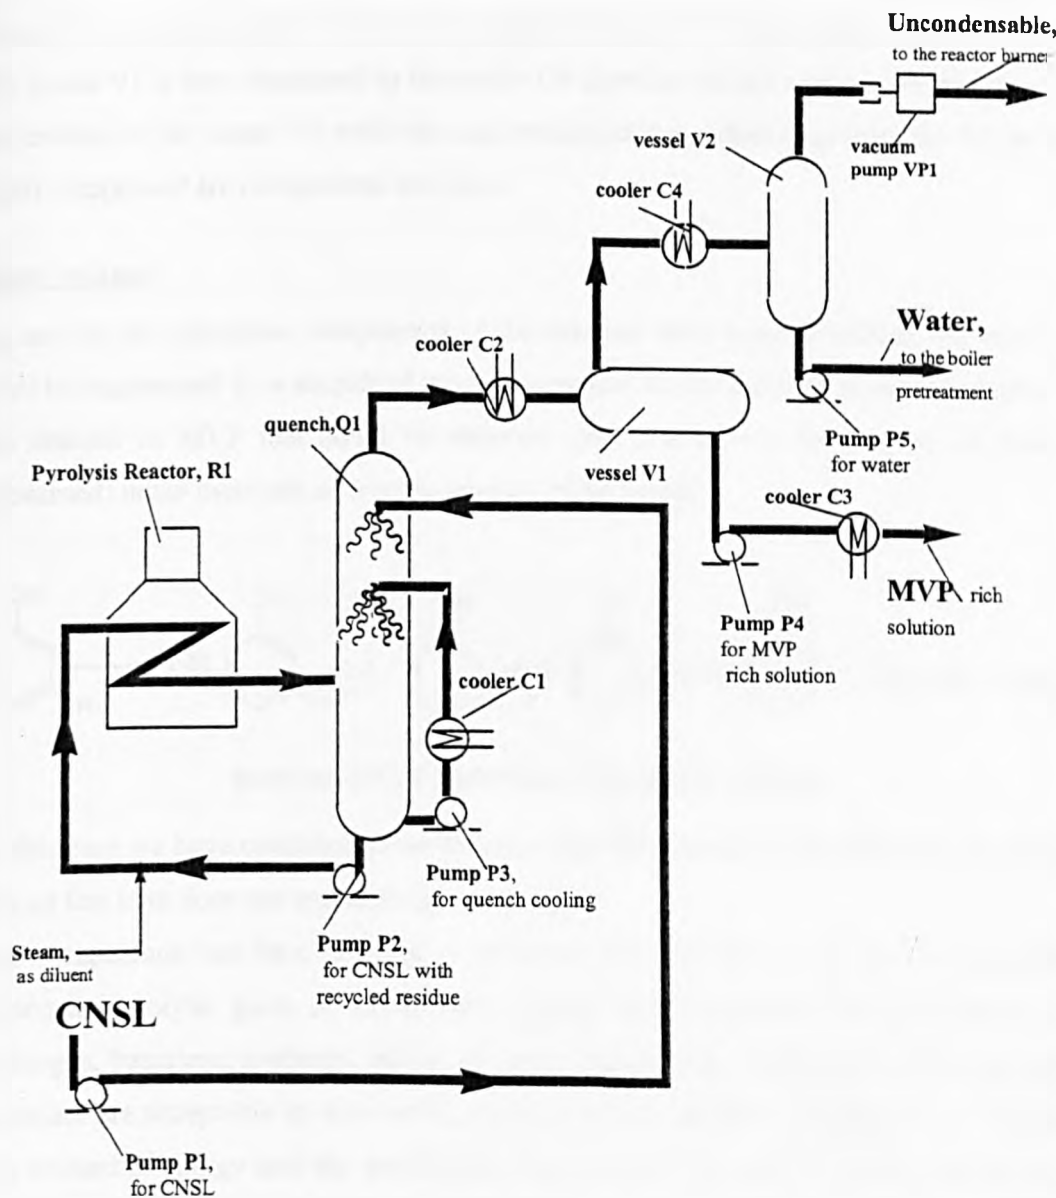 Uncondensable,
to the reactor burner
vessel V2
vacuum
pump VP1
cooler C4
Water,
to the boiler
pretreatment
cooler C2
quench,Q1
Pump P5,
for water
Pyrolysis Reactor, R1
vessel V1
cooler C3
MVP rich
solution
Pump P4
for MVP
rich solution
cooler C1
Pump P3,
for quench cooling
Pump P2,
for CNSL with
recycled residue
Steam,
as diluent
CNSL
Pump P1,
for CNSL